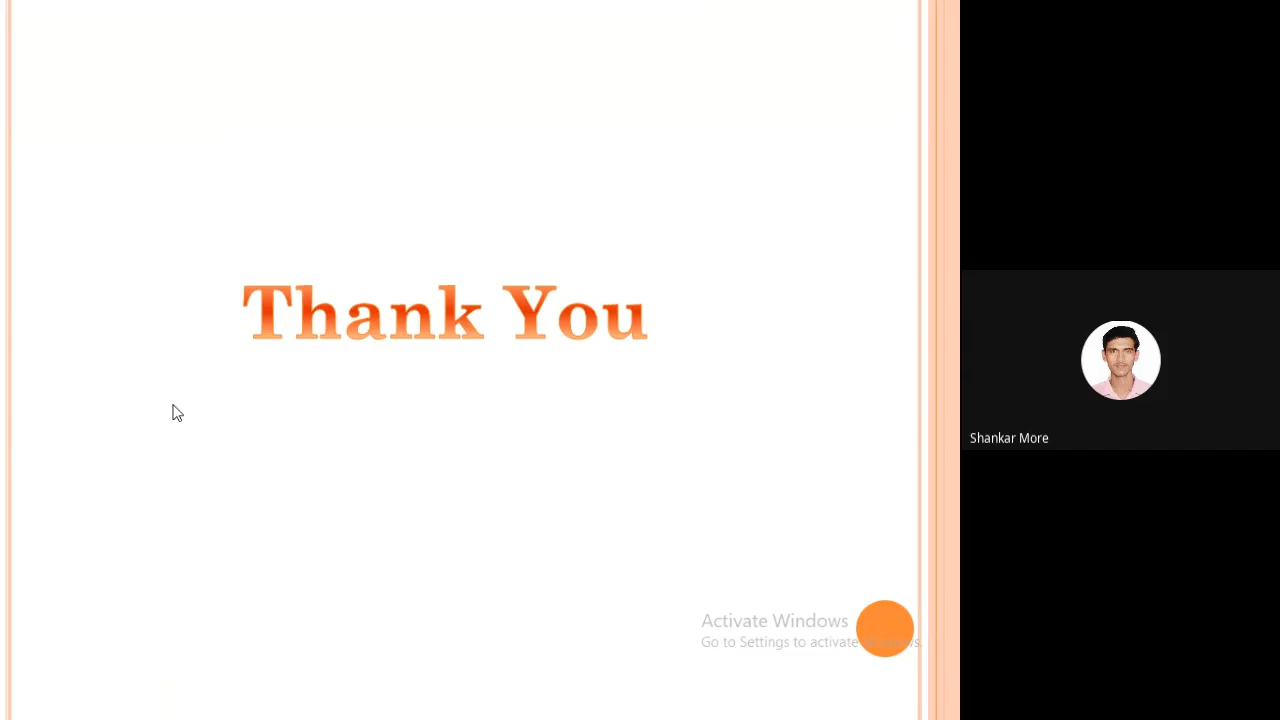 Thank You
Shankar More
Activate Windows
Go to Settings to activate Windows.